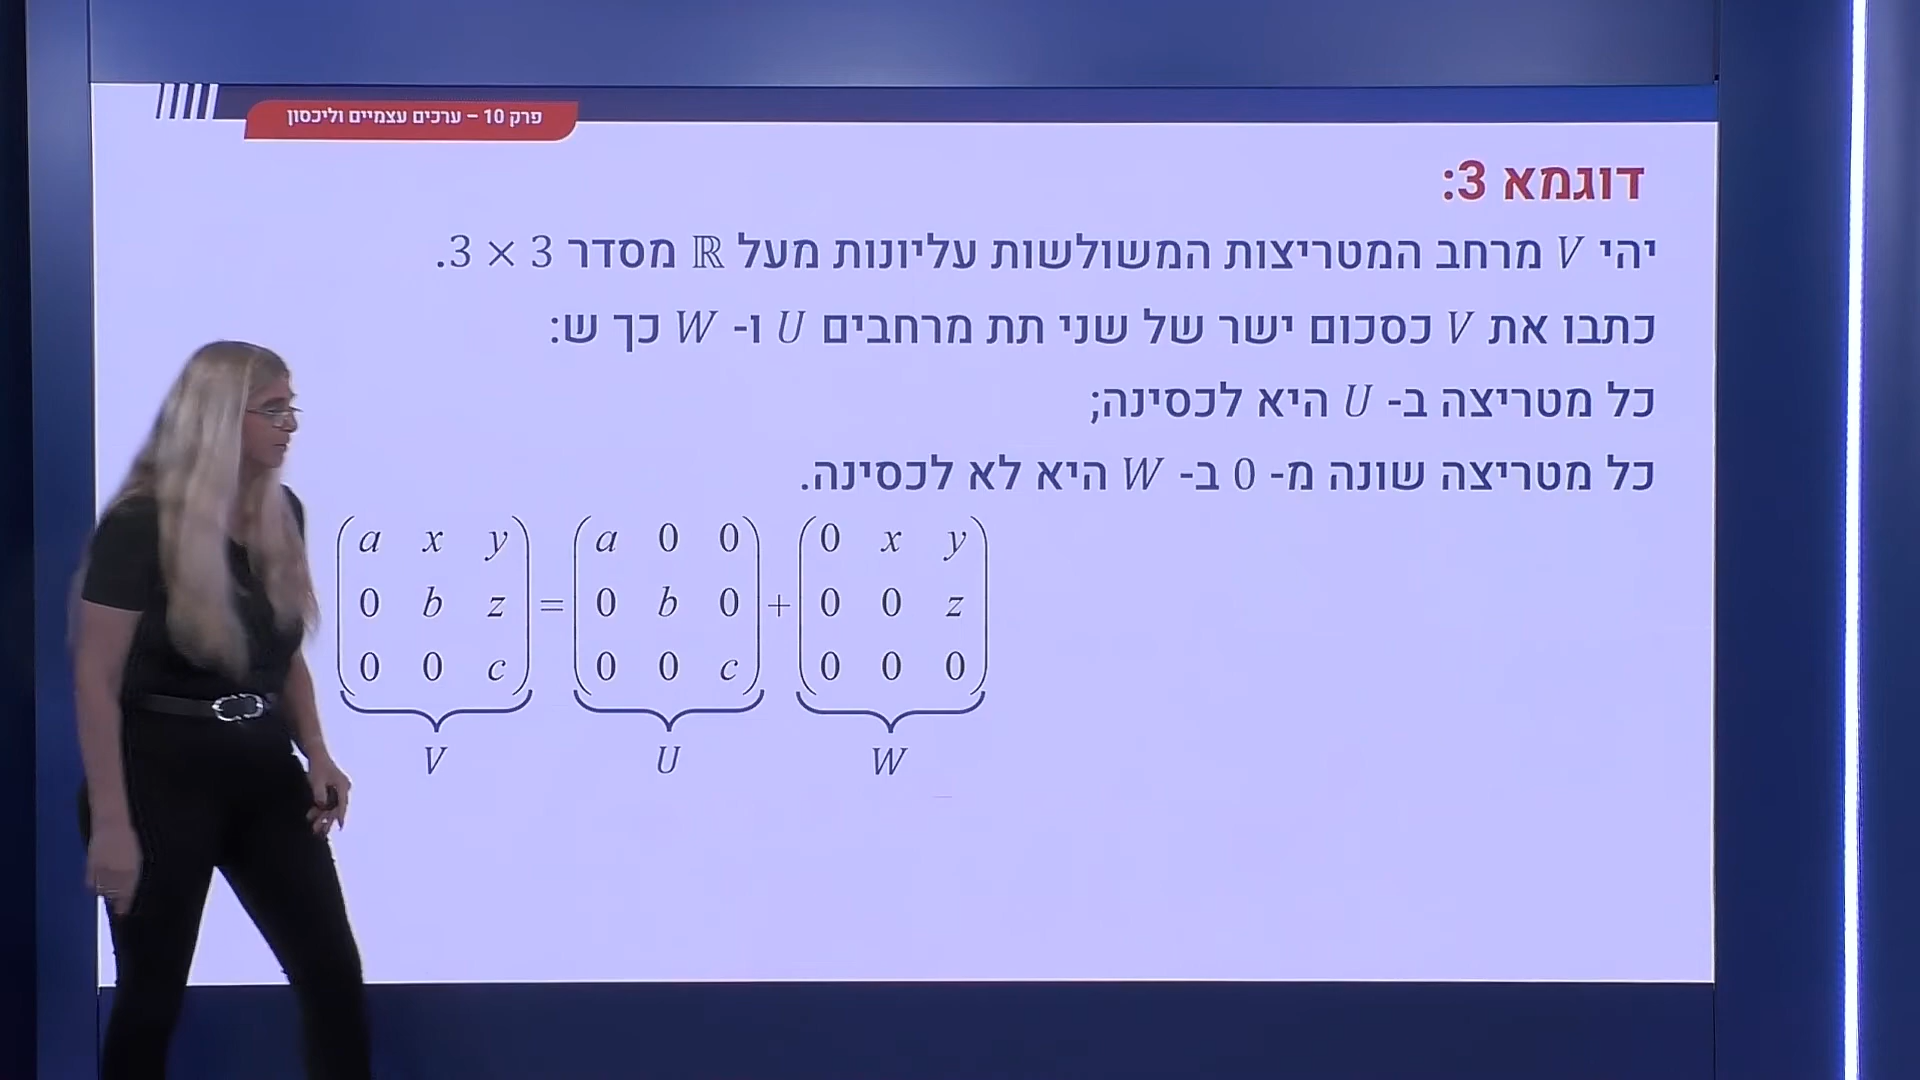 פרק 10 – ערכים עצמיים וליכסון
דוגמא 3:
יהי V מרחב המטריצות המשולשות עליונות מעל ℝ מסדר 3 × 3.
כתבו את V כסכום ישר של שני תת מרחבים U ו- W כך ש:
כל מטריצה ב- U היא לכסינה;
כל מטריצה שונה מ- 0 ב- W היא לא לכסינה.
a x y a 0 0 0 x y
0 b z = 0 b 0 + 0 0 z
0 0 c 0 0 c 0 0 0
V U W